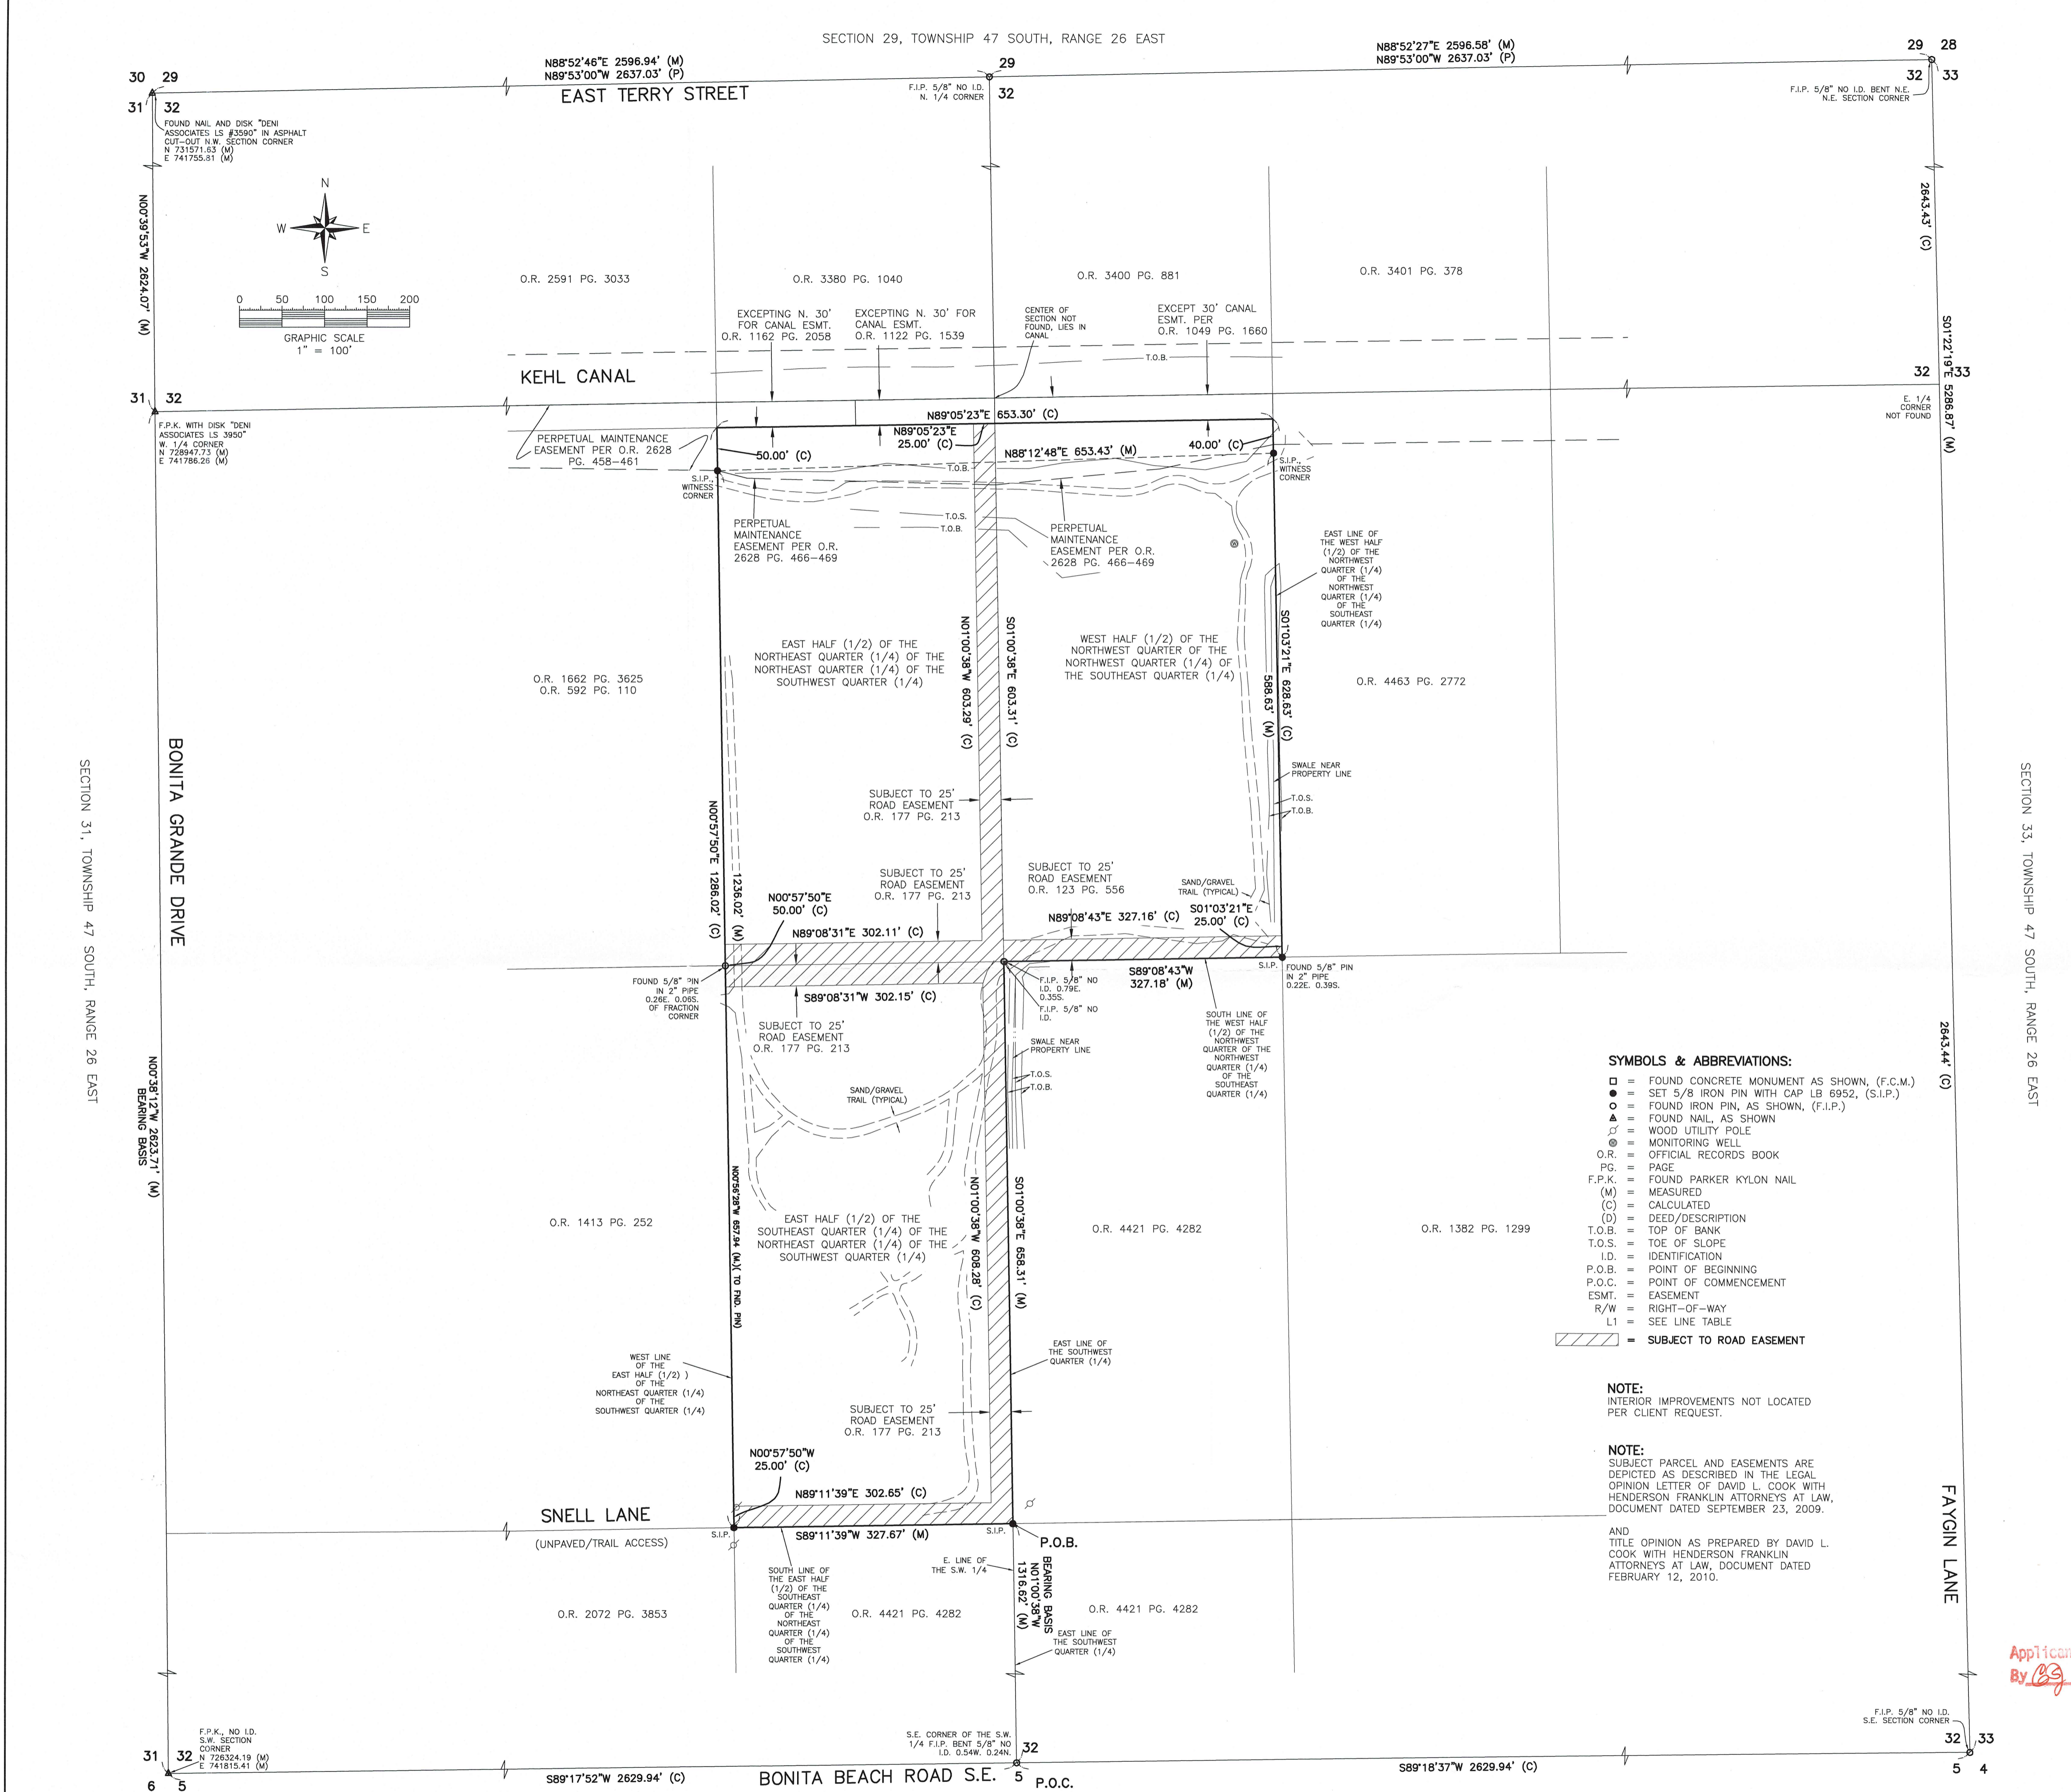 SECTION 29, TOWNSHIP 47 SOUTH, RANGE 26 EAST
N88°52'46"E 2596.94' (M)
N89°53'00"W 2637.03' (P)
N88°52'27"E 2596.58' (M)
N89°53'00"W 2637.03' (P)
30 29
31 32
29
32
29 28
32 33
EAST TERRY STREET
F.I.P. 5/8" NO I.D.
N. 1/4 CORNER
F.I.P. 5/8" NO I.D. BENT N.E.
N.E. SECTION CORNER
FOUND NAIL AND DISK "DENI
ASSOCIATES LS #3590" IN ASPHALT
CUT-OUT N.W. SECTION CORNER
N 731571.63 (M)
E 741755.81 (M)
N00°39'53"W 2624.07' (M)
2643.43' (C)
N
W E
S
0 50 100 150 200
GRAPHIC SCALE
1" = 100'
O.R. 2591 PG. 3033
O.R. 3380 PG. 1040
O.R. 3400 PG. 881
O.R. 3401 PG. 378
EXCEPTING N. 30'
FOR CANAL ESMT.
O.R. 1162 PG. 2058
EXCEPTING N. 30' FOR
CANAL ESMT.
O.R. 1122 PG. 1539
CENTER OF
SECTION NOT
FOUND, LIES IN
CANAL
EXCEPT 30' CANAL
ESMT. PER
O.R. 1049 PG. 1660
T.O.B.
KEHL CANAL
S01°22'19"E 5286.87' (M)
31 32
32 33
F.P.K. WITH DISK "DENI
ASSOCIATES LS 3950"
W. 1/4 CORNER
N 728947.73 (M)
E 741786.26 (M)
E. 1/4
CORNER
NOT FOUND
PERPETUAL MAINTENANCE
EASEMENT PER O.R. 2628
PG. 458-461
N89°05'23"E 653.30' (C)
N89°05'23"E
25.00' (C)
50.00' (C)
40.00' (C)
N88°12'48"E 653.43' (M)
T.O.B.
S.I.P.,
WITNESS
CORNER
S.I.P.,
WITNESS
CORNER
T.O.S.
T.O.B.
PERPETUAL
MAINTENANCE
EASEMENT PER O.R.
2628 PG. 466-469
PERPETUAL
MAINTENANCE
EASEMENT PER O.R.
2628 PG. 466-469
EAST LINE OF
THE WEST HALF
(1/2) OF THE
NORTHWEST
QUARTER (1/4)
OF THE
NORTHWEST
QUARTER (1/4)
OF THE
SOUTHEAST
QUARTER (1/4)
EAST HALF (1/2) OF THE
NORTHEAST QUARTER (1/4) OF THE
NORTHEAST QUARTER (1/4) OF THE
SOUTHWEST QUARTER (1/4)
N01°00'38"W 603.29' (C)
S01°00'38"E 603.31' (C)
WEST HALF (1/2) OF THE
NORTHWEST QUARTER OF THE
NORTHWEST QUARTER (1/4) OF
THE SOUTHEAST QUARTER (1/4)
588.63' (M)
S01°03'21"E 628.63' (C)
O.R. 1662 PG. 3625
O.R. 592 PG. 110
O.R. 4463 PG. 2772
BONITA GRANDE DRIVE
SECTION 31, TOWNSHIP 47 SOUTH, RANGE 26 EAST
SECTION 33, TOWNSHIP 47 SOUTH, RANGE 26 EAST
SWALE NEAR
PROPERTY LINE
T.O.S.
T.O.B.
N00°57'50"E 1286.02' (C)
1236.02' (M)
SUBJECT TO 25'
ROAD EASEMENT
O.R. 177 PG. 213
SUBJECT TO 25'
ROAD EASEMENT
O.R. 177 PG. 213
SUBJECT TO 25'
ROAD EASEMENT
O.R. 123 PG. 556
SAND/GRAVEL
TRAIL (TYPICAL)
N00°57'50"E
50.00' (C)
N89°08'31"E 302.11' (C)
N89°08'43"E 327.16' (C)
S01°03'21"E
25.00' (C)
FOUND 5/8" PIN
IN 2" PIPE
0.26E. 0.06S.
OF FRACTION
CORNER
S89°08'31"W 302.15' (C)
F.I.P. 5/8" NO
I.D. 0.79E.
0.35S.
F.I.P. 5/8" NO
I.D.
S89°08'43"W
327.18' (M)
S.I.P.
FOUND 5/8" PIN
IN 2" PIPE
0.22E. 0.39S.
SUBJECT TO 25'
ROAD EASEMENT
O.R. 177 PG. 213
SOUTH LINE OF
THE WEST HALF
(1/2) OF THE
NORTHWEST
QUARTER OF THE
NORTHWEST
QUARTER (1/4)
OF THE
SOUTHEAST
QUARTER (1/4)
SWALE NEAR
PROPERTY LINE
T.O.S.
T.O.B.
SAND/GRAVEL
TRAIL (TYPICAL)
N00°38'12"W 2623.71' (M)
BEARING BASIS
2643.44' (C)
SYMBOLS & ABBREVIATIONS:
= FOUND CONCRETE MONUMENT AS SHOWN, (F.C.M.)
= SET 5/8 IRON PIN WITH CAP LB 6952, (S.I.P.)
= FOUND IRON PIN, AS SHOWN, (F.I.P.)
= FOUND NAIL, AS SHOWN
= WOOD UTILITY POLE
= MONITORING WELL
O.R. = OFFICIAL RECORDS BOOK
PG. = PAGE
F.P.K. = FOUND PARKER KYLON NAIL
(M) = MEASURED
(C) = CALCULATED
(D) = DEED/DESCRIPTION
T.O.B. = TOP OF BANK
T.O.S. = TOE OF SLOPE
I.D. = IDENTIFICATION
P.O.B. = POINT OF BEGINNING
P.O.C. = POINT OF COMMENCEMENT
ESMT. = EASEMENT
R/W = RIGHT-OF-WAY
L1 = SEE LINE TABLE
= SUBJECT TO ROAD EASEMENT
N00°56'28"W 657.94 (M.)( TO FND. PIN)
O.R. 1413 PG. 252
EAST HALF (1/2) OF THE
SOUTHEAST QUARTER (1/4) OF THE
NORTHEAST QUARTER (1/4) OF THE
SOUTHWEST QUARTER (1/4)
N01°00'38"W 608.28' (C)
S01°00'38"E 658.31' (M)
O.R. 4421 PG. 4282
O.R. 1382 PG. 1299
WEST LINE
OF THE
EAST HALF (1/2) )
OF THE
NORTHEAST QUARTER (1/4)
OF THE
SOUTHWEST QUARTER (1/4)
EAST LINE OF
THE SOUTHWEST
QUARTER (1/4)
SUBJECT TO 25'
ROAD EASEMENT
O.R. 177 PG. 213
NOTE:
INTERIOR IMPROVEMENTS NOT LOCATED
PER CLIENT REQUEST.
NOTE:
SUBJECT PARCEL AND EASEMENTS ARE
DEPICTED AS DESCRIBED IN THE LEGAL
OPINION LETTER OF DAVID L. COOK WITH
HENDERSON FRANKLIN ATTORNEYS AT LAW,
DOCUMENT DATED SEPTEMBER 23, 2009.
AND
TITLE OPINION AS PREPARED BY DAVID L.
COOK WITH HENDERSON FRANKLIN
ATTORNEYS AT LAW, DOCUMENT DATED
FEBRUARY 12, 2010.
N00°57'50"W
25.00' (C)
N89°11'39"E 302.65' (C)
SNELL LANE
(UNPAVED/TRAIL ACCESS)
S.I.P.
S89°11'39"W 327.67' (M)
S.I.P.
P.O.B.
FAYGIN LANE
E. LINE OF
THE S.W. 1/4
BEARING BASIS
N01°00'38"W
1316.62' (M)
SOUTH LINE OF
THE EAST HALF
(1/2) OF THE
SOUTHEAST
QUARTER (1/4)
OF THE
NORTHEAST
QUARTER (1/4)
OF THE
SOUTHWEST
QUARTER (1/4)
O.R. 2072 PG. 3853
O.R. 4421 PG. 4282
O.R. 4421 PG. 4282
EAST LINE OF
THE SOUTHWEST
QUARTER (1/4)
Applican
By
F.P.K., NO I.D.
S.W. SECTION
CORNER
N 726324.19 (M)
E 741815.41 (M)
31 32
6 5
S.E. CORNER OF THE S.W.
1/4 F.I.P. BENT 5/8" NO
I.D. 0.54W. 0.24N.
32
5
F.I.P. 5/8" NO I.D.
S.E. SECTION CORNER
32 33
5 4
S89°17'52"W 2629.94' (C)
BONITA BEACH ROAD S.E.
P.O.C.
S89°18'37"W 2629.94' (C)